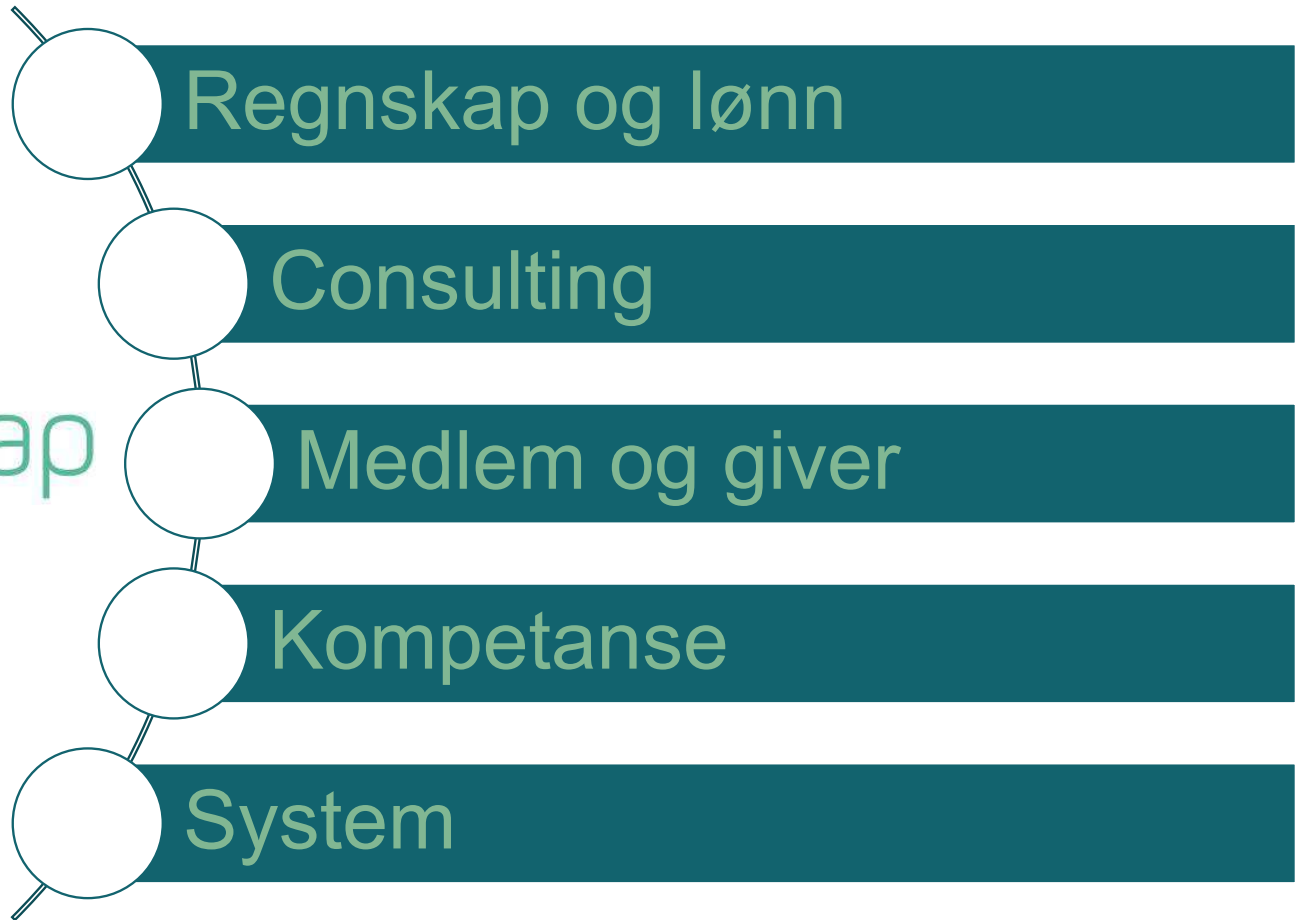 Regnskap og lønn
Consulting
Medlem og giver
Kompetanse
System